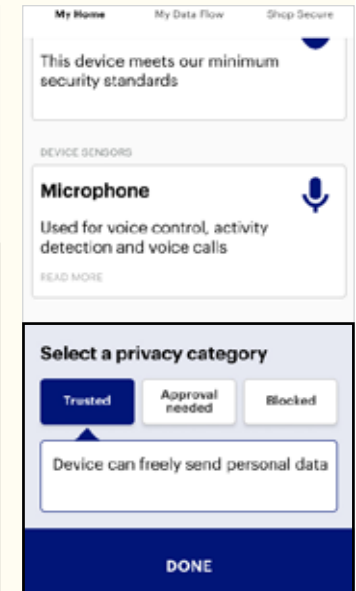 My Home
My Data Flow
Shop Secure
This device meets our minimum
security standards
DEVICE SENSORS
Microphone
Used for voice control, activity
detection and voice calls
READ MORE
Select a privacy category
Trusted
Approval
needed
Blocked
Device can freely send personal data
DONE